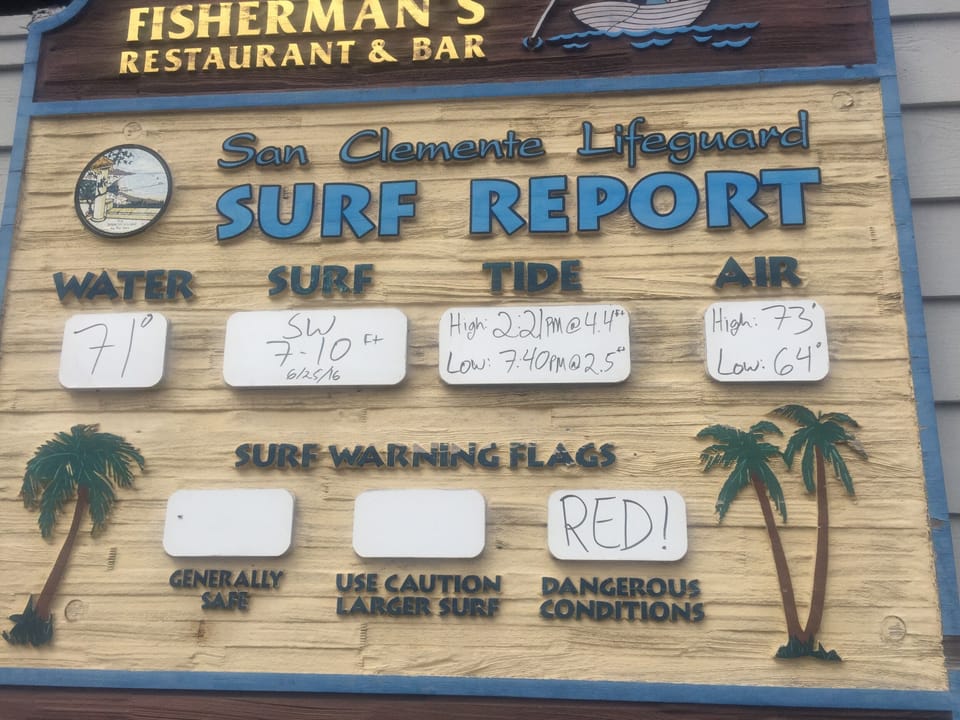 FISHERMAN'S
RESTAURANT & BAR
San Clemente Lifeguard
SURF REPORT
WATER
71°
SURF
SW
7-10 FT
6/25/16
TIDE
High: 2:21PM@4.4ft
Low: 7:40PM@2.5ft
AIR
High: 73°
Low: 64°
SURF WARNING FLAGS
GENERALLY
SAFE
USE CAUTION
LARGER SURF
RED!
DANGEROUS
CONDITIONS